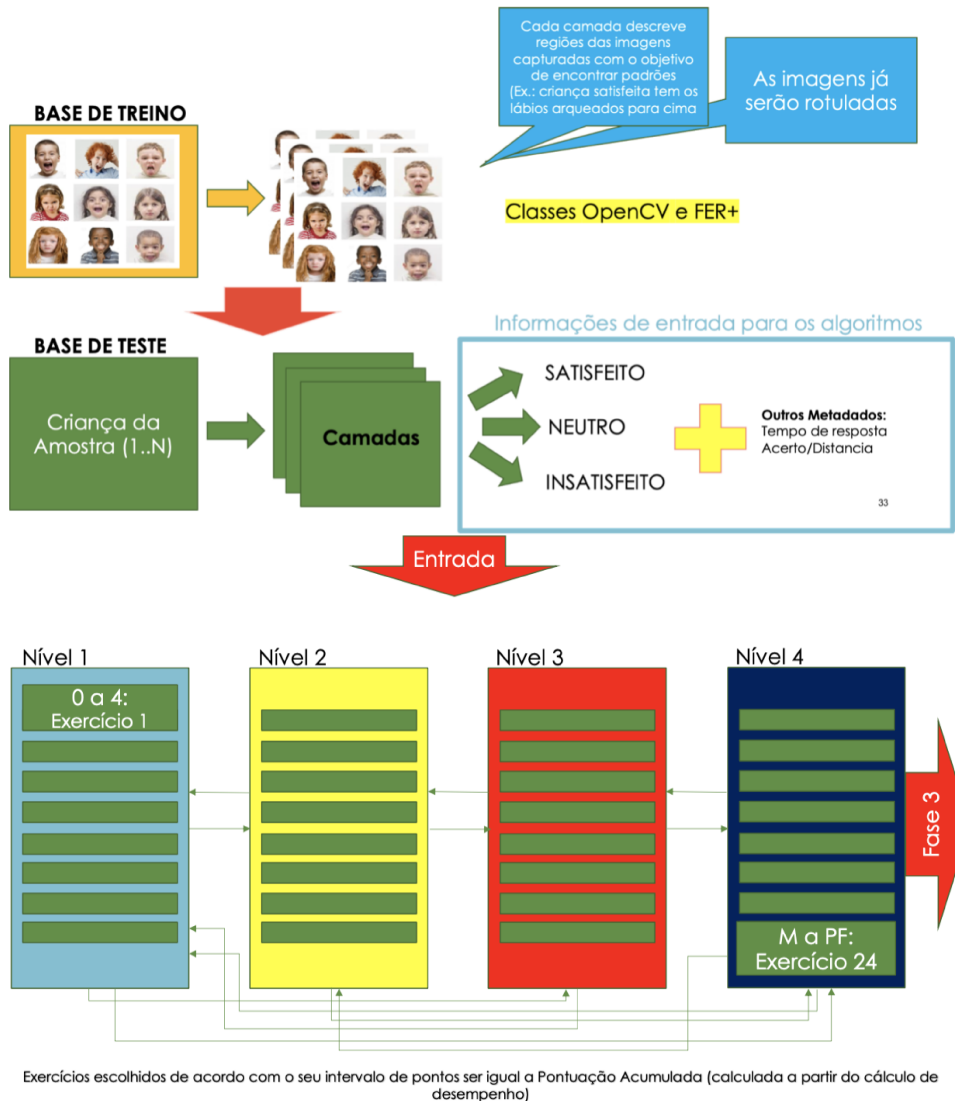 Cada camada descreve
regiões das imagens
capturadas com o objetivo
de encontrar padrões
(Ex.: criança satisfeita tem os
lábios arqueados para cima
As imagens já
serão rotuladas
BASE DE TREINO
Classes OpenCV e FER+
Informações de entrada para os algoritmos
BASE DE TESTE
Criança da
Amostra (1..N)
Camadas
SATISFEITO
NEUTRO
INSATISFEITO
Outros Metadados:
Tempo de resposta
Acerto/Distancia
33
Entrada
Nível 1
Nível 2
Nível 3
Nível 4
0 a 4:
Exercício 1
Fase 3
M a PF:
Exercício 24
Exercícios escolhidos de acordo com o seu intervalo de pontos ser igual a Pontuação Acumulada (calculada a partir do cálculo de
desempenho)